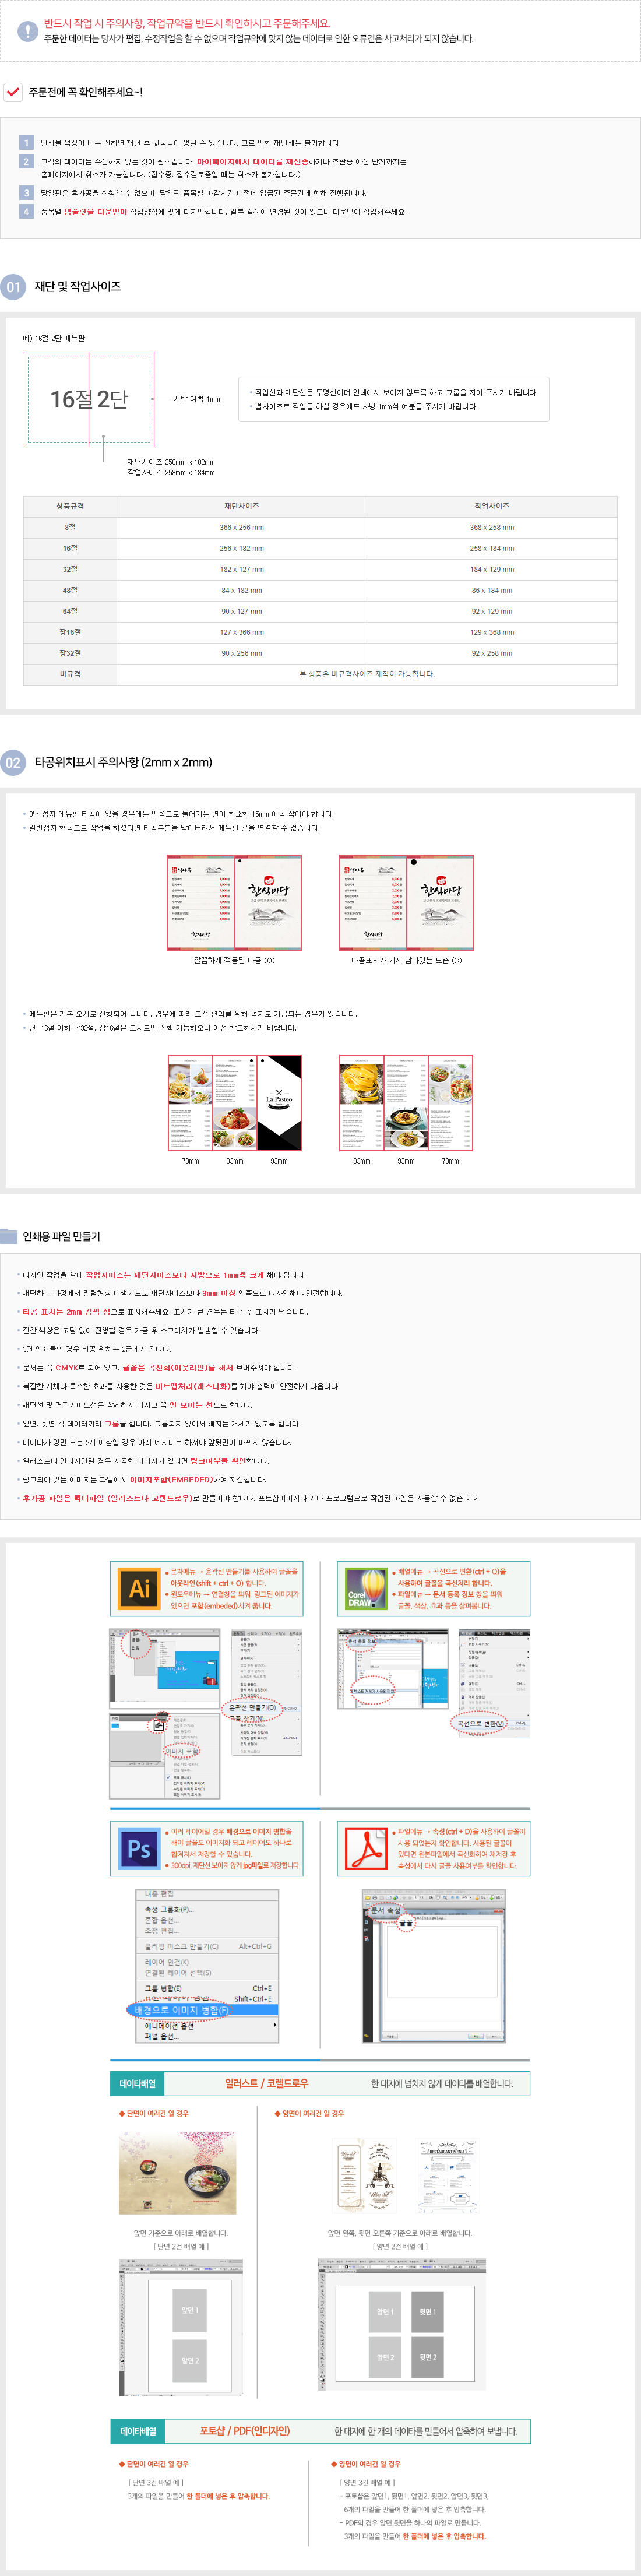 반드시 작업 시 주의사항, 작업규약을 반드시 확인하시고 주문해주세요.
주문한 데이터는 당사가 편집, 수정작업을 할 수 없으며 작업규약에 맞지 않는 데이터로 인한 오류건은 사고처리가 되지 않습니다.
주문전에 꼭 확인해주세요~!
1 인쇄물 색상이 너무 진하면 재단 후 뒷묻음이 생길 수 있습니다. 그로 인한 재인쇄는 불가합니다.
2 고객의 데이터는 수정하지 않는 것이 원칙입니다. 마이페이지에서 데이터를 재전송하거나 조판중 이전 단계까지는
홈페이지에서 취소가 가능합니다. (접수중, 접수검토중일 때는 취소가 불가합니다.)
3 당일판은 후가공을 신청할 수 없으며, 당일판 품목별 마감시간 이전에 입금된 주문건에 한해 진행됩니다.
4 품목별 템플릿을 다운받아 작업양식에 맞게 디자인합니다. 일부 칼선이 변경된 것이 있으니 다운받아 작업해주세요.
01 재단 및 작업사이즈
예) 16절 2단 메뉴판
16절 2단
사방 여백 1mm
재단사이즈 256mm x 182mm
작업사이즈 258mm x 184mm
• 작업선과 재단선은 투명선이며 인쇄에서 보이지 않도록 하고 그룹을 지어 주시기 바랍니다.
• 별사이즈로 작업을 하실 경우에도 사방 1mm씩 여분을 주시기 바랍니다.
상품규격 재단사이즈 작업사이즈
8절 366 x 256 mm 368 x 258 mm
16절 256 x 182 mm 258 x 184 mm
32절 182 x 127 mm 184 x 129 mm
48절 84 x 182 mm 86 x 184 mm
64절 90 x 127 mm 92 x 129 mm
장16절 127 x 366 mm 129 x 368 mm
장32절 90 x 256 mm 92 x 258 mm
비규격 본 상품은 비규격사이즈 제작이 가능합니다.
02 타공위치표시 주의사항 (2mm x 2mm)
• 3단 접지 메뉴판 타공이 있을 경우에는 안쪽으로 들어가는 면이 최소한 15mm 이상 작아야 합니다.
• 일반접지 형식으로 작업을 하셨다면 타공부분을 막아버려서 메뉴판 끈을 연결할 수 없습니다.
한식마당
한식마당
깔끔하게 적용된 타공 (O)
타공표시가 커서 남아있는 모습 (X)
• 메뉴판은 기본 오시로 진행되어 집니다. 경우에 따라 고객 편의를 위해 접지로 가공되는 경우가 있습니다.
• 단, 16절 이하 장32절, 장16절은 오시로만 진행 가능하오니 이점 참고하시기 바랍니다.
La Pasteo
70mm 93mm 93mm
93mm 93mm 70mm
인쇄용 파일 만들기
• 디자인 작업을 할때 작업사이즈는 재단사이즈보다 사방으로 1mm씩 크게 해야 됩니다.
• 재단하는 과정에서 밀림현상이 생기므로 재단사이즈보다 3mm 이상 안쪽으로 디자인해야 안전합니다.
• 타공 표시는 2mm 검색 점으로 표시해주세요. 표시가 큰 경우는 타공 후 표시가 남습니다.
• 진한 색상은 코팅 없이 진행할 경우 가공 후 스크래치가 발생할 수 있습니다
• 3단 인쇄물의 경우 타공 위치는 2군데가 됩니다.
• 문서는 꼭 CMYK로 되어 있고, 글꼴은 곡선화(아웃라인)를 해서 보내주셔야 합니다.
• 복잡한 개체나 특수한 효과를 사용한 것은 비트맵처리(래스터화)를 해야 출력이 안전하게 나옵니다.
• 재단선 및 편집가이드선은 삭제하지 마시고 꼭 안 보이는 선으로 합니다.
• 앞면, 뒷면 각 데이터끼리 그룹을 합니다. 그룹되지 않아서 빠지는 개체가 없도록 합니다.
• 데이타가 양면 또는 2개 이상일 경우 아래 예시대로 하셔야 앞뒷면이 바뀌지 않습니다.
• 일러스트나 인디자인일 경우 사용한 이미지가 있다면 링크여부를 확인합니다.
• 링크되어 있는 이미지는 파일에서 이미지포함(EMBEDED)하여 저장합니다.
• 후가공 파일은 벡터파일 (일러스트나 코렐드로우)로 만들어야 합니다. 포토샵이미지나 기타 프로그램으로 작업된 파일은 사용할 수 없습니다.
Ai
● 문자메뉴 → 윤곽선 만들기를 사용하여 글꼴을
아웃라인(shift + ctrl + O) 합니다.
● 윈도우메뉴 → 연결창을 띄워 링크된 이미지가
있으면 포함(embeded)시켜 줍니다.
CorelDRAW
● 배열메뉴 → 곡선으로 변환(ctrl + Q)을
사용하여 글꼴을 곡선처리 합니다.
● 파일메뉴 → 문서 등록 정보 창을 띄워
글꼴, 색상, 효과 등을 살펴봅니다.
윤곽선 만들기(O)
이미지 포함
곡선으로 변환(V)
Ps
● 여러 레이어일 경우 배경으로 이미지 병합을
해야 글꼴도 이미지화 되고 레이어도 하나로
합쳐져서 저장할 수 있습니다.
● 300dpi, 재단선 보이지 않게 jpg파일로 저장합니다.
● 파일메뉴 → 속성(ctrl + D)을 사용하여 글꼴이
사용 되었는지 확인합니다. 사용된 글꼴이
있다면 원본파일에서 곡선화하여 재저장 후
속성에서 다시 글꼴 사용여부를 확인합니다.
내용 편집
속성 그룹화(P)...
혼합 옵션...
조정 편집...
클리핑 마스크 만들기(C) Alt+Ctrl+G
레이어 연결(K)
연결된 레이어 선택(S)
그룹 병합(E) Ctrl+E
Shift+Ctrl+E
배경으로 이미지 병합(F)
애니메이션 옵션
패널 옵션...
문서 속성
글꼴
데이타배열 일러스트 / 코렐드로우 한 대지에 넘치지 않게 데이타를 배열합니다.
◆ 단면이 여러건 일 경우
◆ 양면이 여러건 일 경우
RESTAURANT MENU
앞면 기준으로 아래로 배열합니다.
[ 단면 2건 배열 예 ]
앞면 왼쪽, 뒷면 오른쪽 기준으로 아래로 배열합니다.
[ 양면 2건 배열 예 ]
앞면 1
앞면 2
앞면 1 뒷면 1
앞면 2 뒷면 2
데이타배열 포토샵 / PDF(인디자인) 한 대지에 한 개의 데이타를 만들어서 압축하여 보냅니다.
◆ 단면이 여러건 일 경우
[ 단면 3건 배열 예 ]
3개의 파일을 만들어 한 폴더에 넣은 후 압축합니다.
◆ 양면이 여러건 일 경우
[ 양면 3건 배열 예 ]
- 포토샵은 앞면1, 뒷면1, 앞면2, 뒷면2, 앞면3, 뒷면3,
6개의 파일을 만들어 한 폴더에 넣은 후 압축합니다.
- PDF의 경우 앞면,뒷면을 하나의 파일로 만듭니다.
3개의 파일을 만들어 한 폴더에 넣은 후 압축합니다.